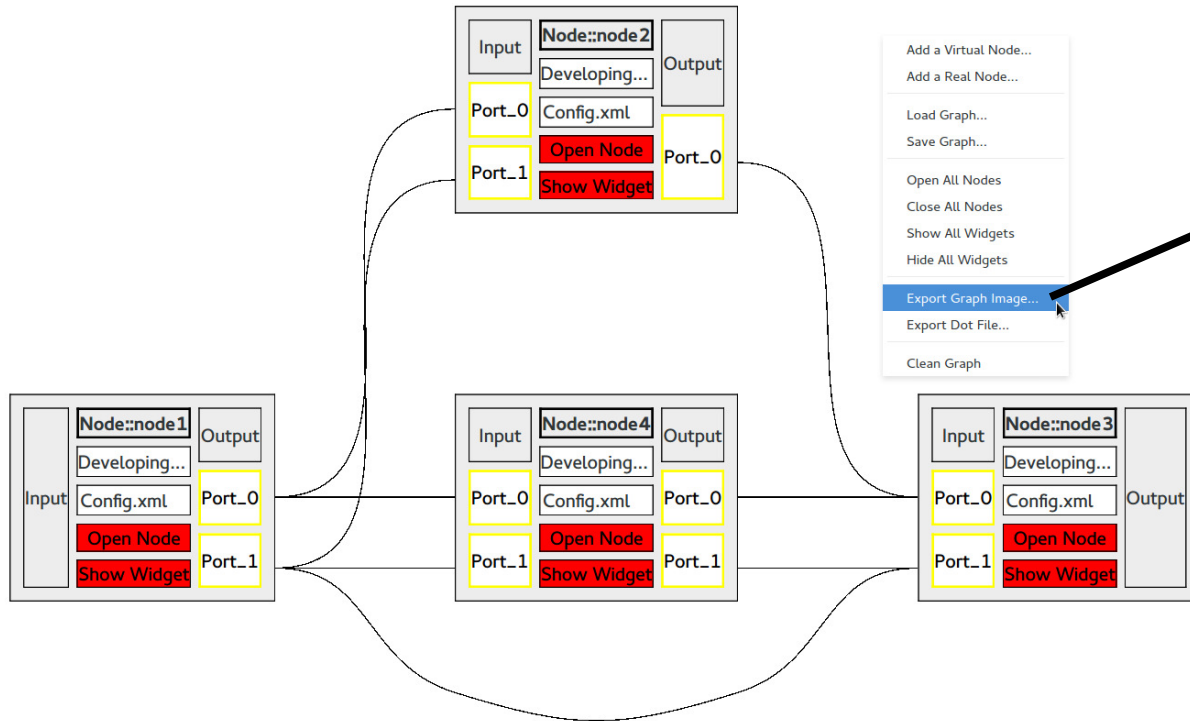 Input
Node::node2
Developing...
Config.xml
Open Node
Show Widget
Port_0
Port_1
Output
Port_0
Add a Virtual Node...
Add a Real Node...
Load Graph...
Save Graph...
Open All Nodes
Close All Nodes
Show All Widgets
Hide All Widgets
Export Graph Image...
Export Dot File...
Clean Graph
Input
Node::node1
Developing...
Config.xml
Open Node
Show Widget
Output
Port_0
Port_1
Input
Port_0
Port_1
Node::node4
Developing...
Config.xml
Open Node
Show Widget
Output
Port_0
Port_1
Input
Port_0
Port_1
Node::node3
Developing...
Config.xml
Open Node
Show Widget
Output